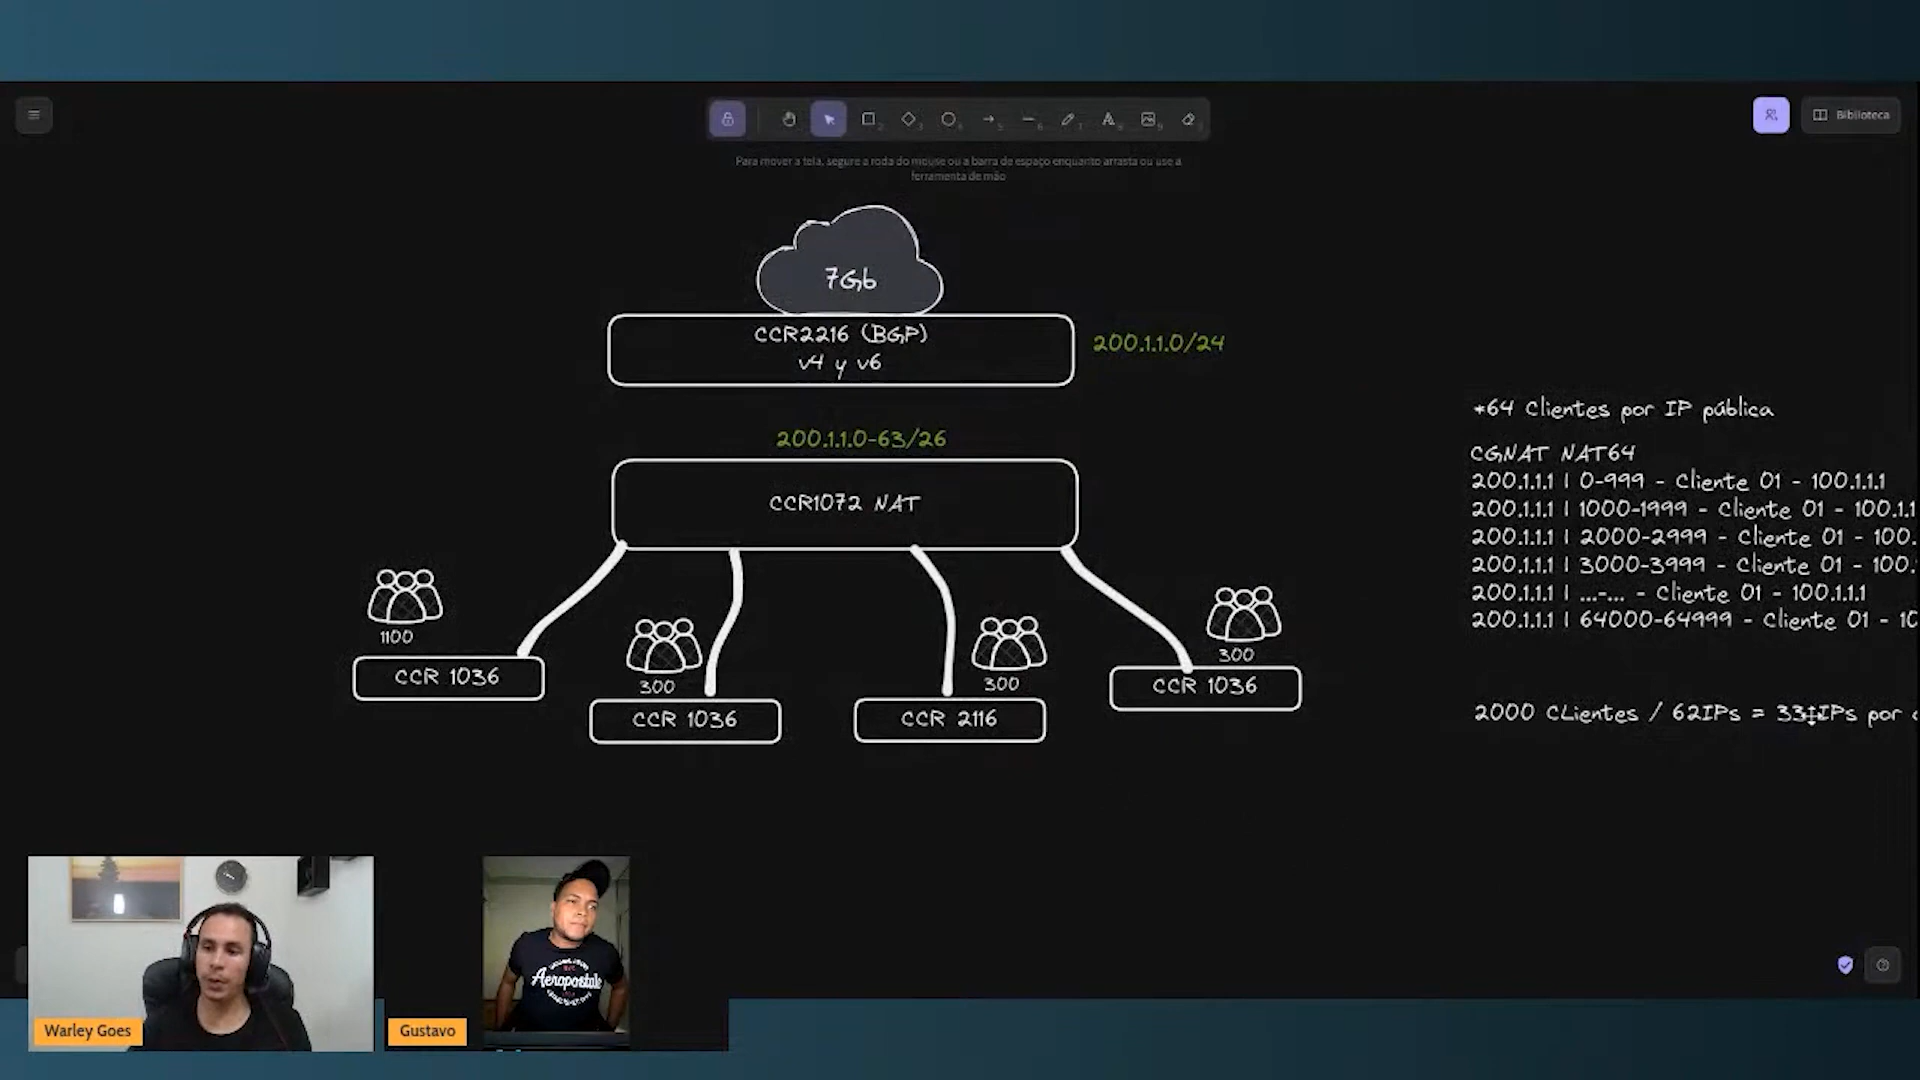 Biblioteca
Para mover a tela, segure a roda do mouse ou a barra de espaço enquanto arrasta ou use a
ferramenta de mão
7Gb
CCR2216 (BGP)
v4 y v6
200.1.1.0/24
200.1.1.0-63/26
CCR1072 NAT
1100
CCR 1036
300
CCR 1036
300
CCR 2116
300
CCR 1036
*64 Clientes por IP pública
CGNAT NAT64
200.1.1.1 | 0-999 - Cliente 01 - 100.1.1.1
200.1.1.1 | 1000-1999 - Cliente 01 - 100.1.1
200.1.1.1 | 2000-2999 - Cliente 01 - 100.
200.1.1.1 | 3000-3999 - Cliente 01 - 100.
200.1.1.1 | ...-... - Cliente 01 - 100.1.1.1
200.1.1.1 | 64000-64999 - Cliente 01 - 10
2000 CLientes / 62IPs = 33 IPs por
Aeropostale
Warley Goes
Gustavo